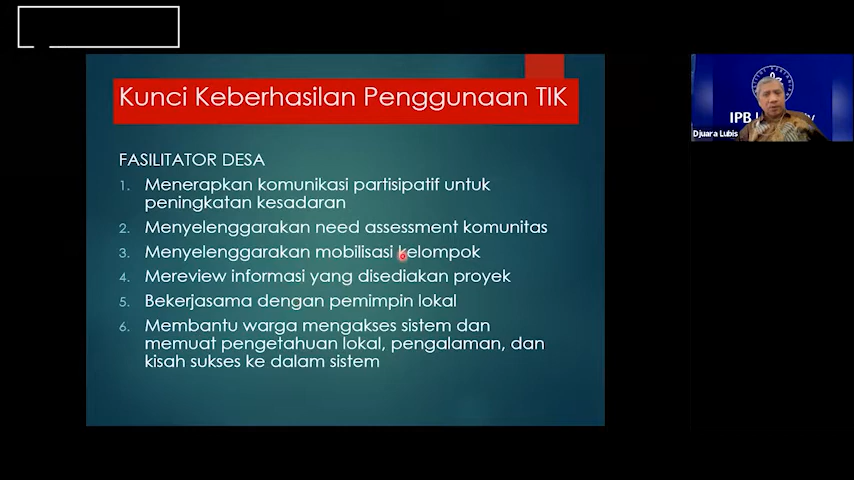 Kunci Keberhasilan Penggunaan TIK
FASILITATOR DESA
1. Menerapkan komunikasi partisipatif untuk
peningkatan kesadaran
2. Menyelenggarakan need assessment komunitas
3. Menyelenggarakan mobilisasi kelompok
4. Mereview informasi yang disediakan proyek
5. Bekerjasama dengan pemimpin lokal
6. Membantu warga mengakses sistem dan
memuat pengetahuan lokal, pengalaman, dan
kisah sukses ke dalam sistem
IPB
Djuara Lubis